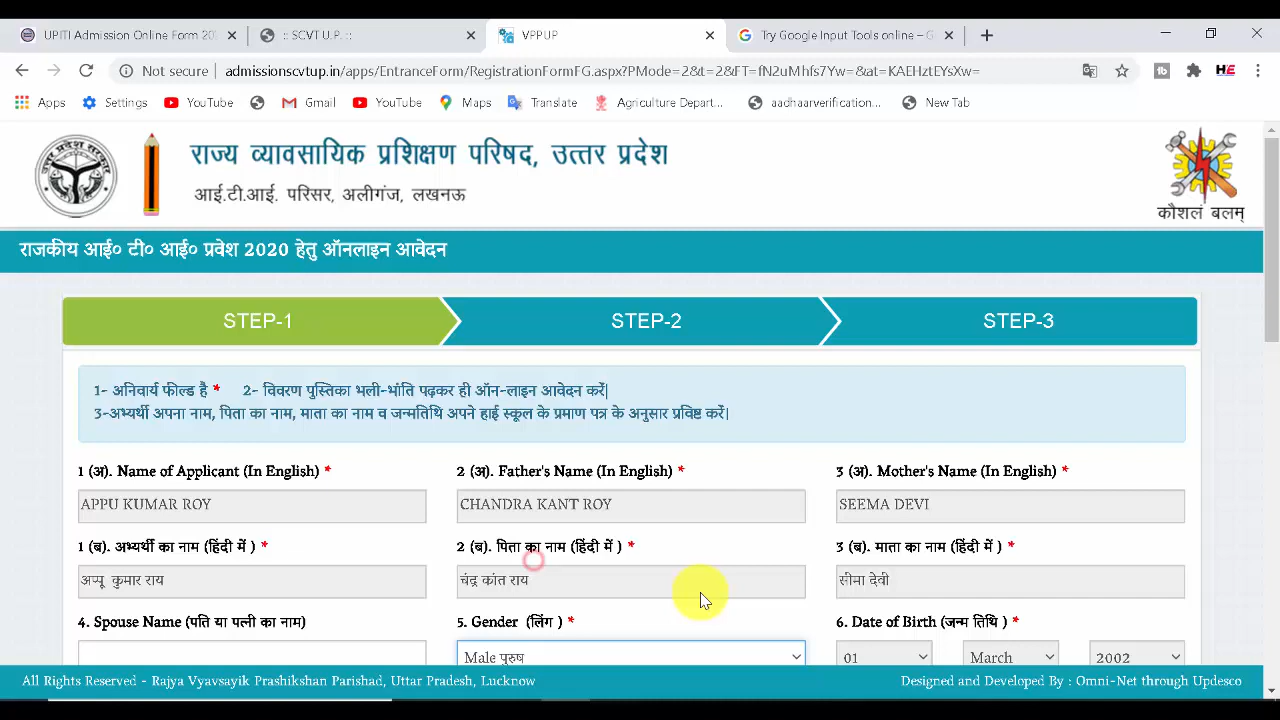 UPITI Admission Online Form 20
:: SCVT U.P. ::
VPPUP
Try Google Input Tools online – G
Not secure
admissionscvtup.in/apps/EntranceForm/RegistrationFormFG.aspx?PMode=2&t=2&FT=fN2uMhfs7Yw=&at=KAEHztEYsXw=
Apps
Settings
YouTube
Gmail
YouTube
Maps
Translate
Agriculture Depart...
aadhaarverification...
New Tab
राज्य व्यावसायिक प्रशिक्षण परिषद, उत्तर प्रदेश
आई.टी.आई. परिसर, अलीगंज, लखनऊ
कौशलं बलम्
राजकीय आई० टी० आई० प्रवेश 2020 हेतु ऑनलाइन आवेदन
STEP-1
STEP-2
STEP-3
1- अनिवार्य फील्ड है * 2- विवरण पुस्तिका भली-भांति पढ़कर ही ऑन-लाइन आवेदन करें|
3-अभ्यर्थी अपना नाम, पिता का नाम, माता का नाम व जन्मतिथि अपने हाई स्कूल के प्रमाण पत्र के अनुसार प्रविष्ट करें|
1 (अ). Name of Applicant (In English) *
2 (अ). Father's Name (In English) *
3 (अ). Mother's Name (In English) *
APPU KUMAR ROY
CHANDRA KANT ROY
SEEMA DEVI
1 (ब). अभ्यर्थी का नाम (हिंदी में ) *
2 (ब). पिता का नाम (हिंदी में ) *
3 (ब). माता का नाम (हिंदी में ) *
अप्पू कुमार राय
चंद्र कांत राय
सीमा देवी
4. Spouse Name (पति या पत्नी का नाम)
5. Gender (लिंग ) *
6. Date of Birth (जन्म तिथि ) *
Male पुरुष
01
March
2002
All Rights Reserved - Rajya Vyavsayik Prashikshan Parishad, Uttar Pradesh, Lucknow
Designed and Developed By : Omni-Net through Updesco